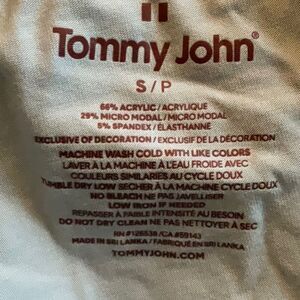 Tommy John®
S/P
66% ACRYLIC / ACRYLIQUE
29% MICRO MODAL / MICRO MODAL
5% SPANDEX / ÉLASTHANNE
EXCLUSIVE OF DECORATION / EXCLUSIF DE LA DÉCORATION
MACHINE WASH COLD WITH LIKE COLORS
LAVER À LA MACHINE À L'EAU FROIDE AVEC
COULEURS SIMILAIRES AU CYCLE DOUX
TUMBLE DRY LOW SÉCHER À LA MACHINE CYCLE DOUX
NO BLEACH NE PAS JAVELLISER
LOW IRON IF NEEDED
REPASSER À FAIBLE INTENSITÉ AU BESOIN
DO NOT DRY CLEAN NE PAS NETTOYER À SEC
RN #126538 / CA #59143
MADE IN SRI LANKA / FABRIQUÉ EN SRI LANKA
TOMMYJOHN.COM